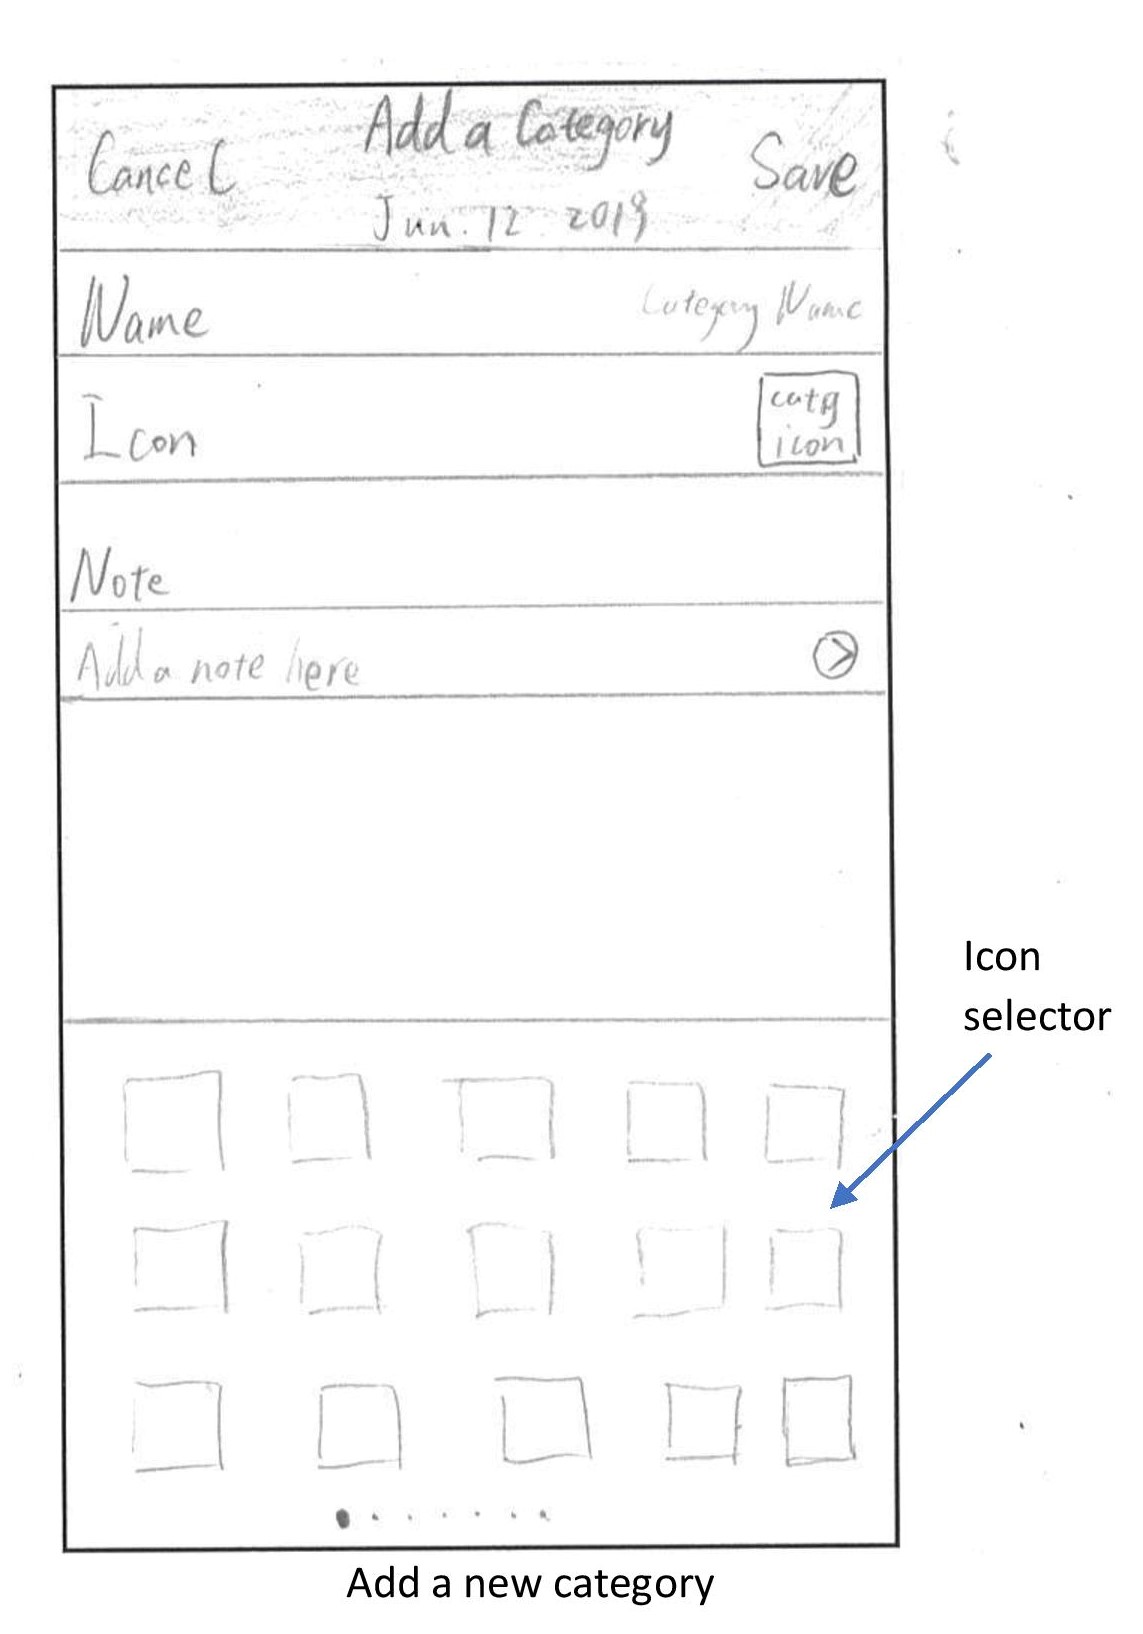 Add a Category
Cancel
Save
Jun. 12 2019
Name
Category Name
Icon
catg
icon
Note
Add a note here
Icon
selector
Add a new category